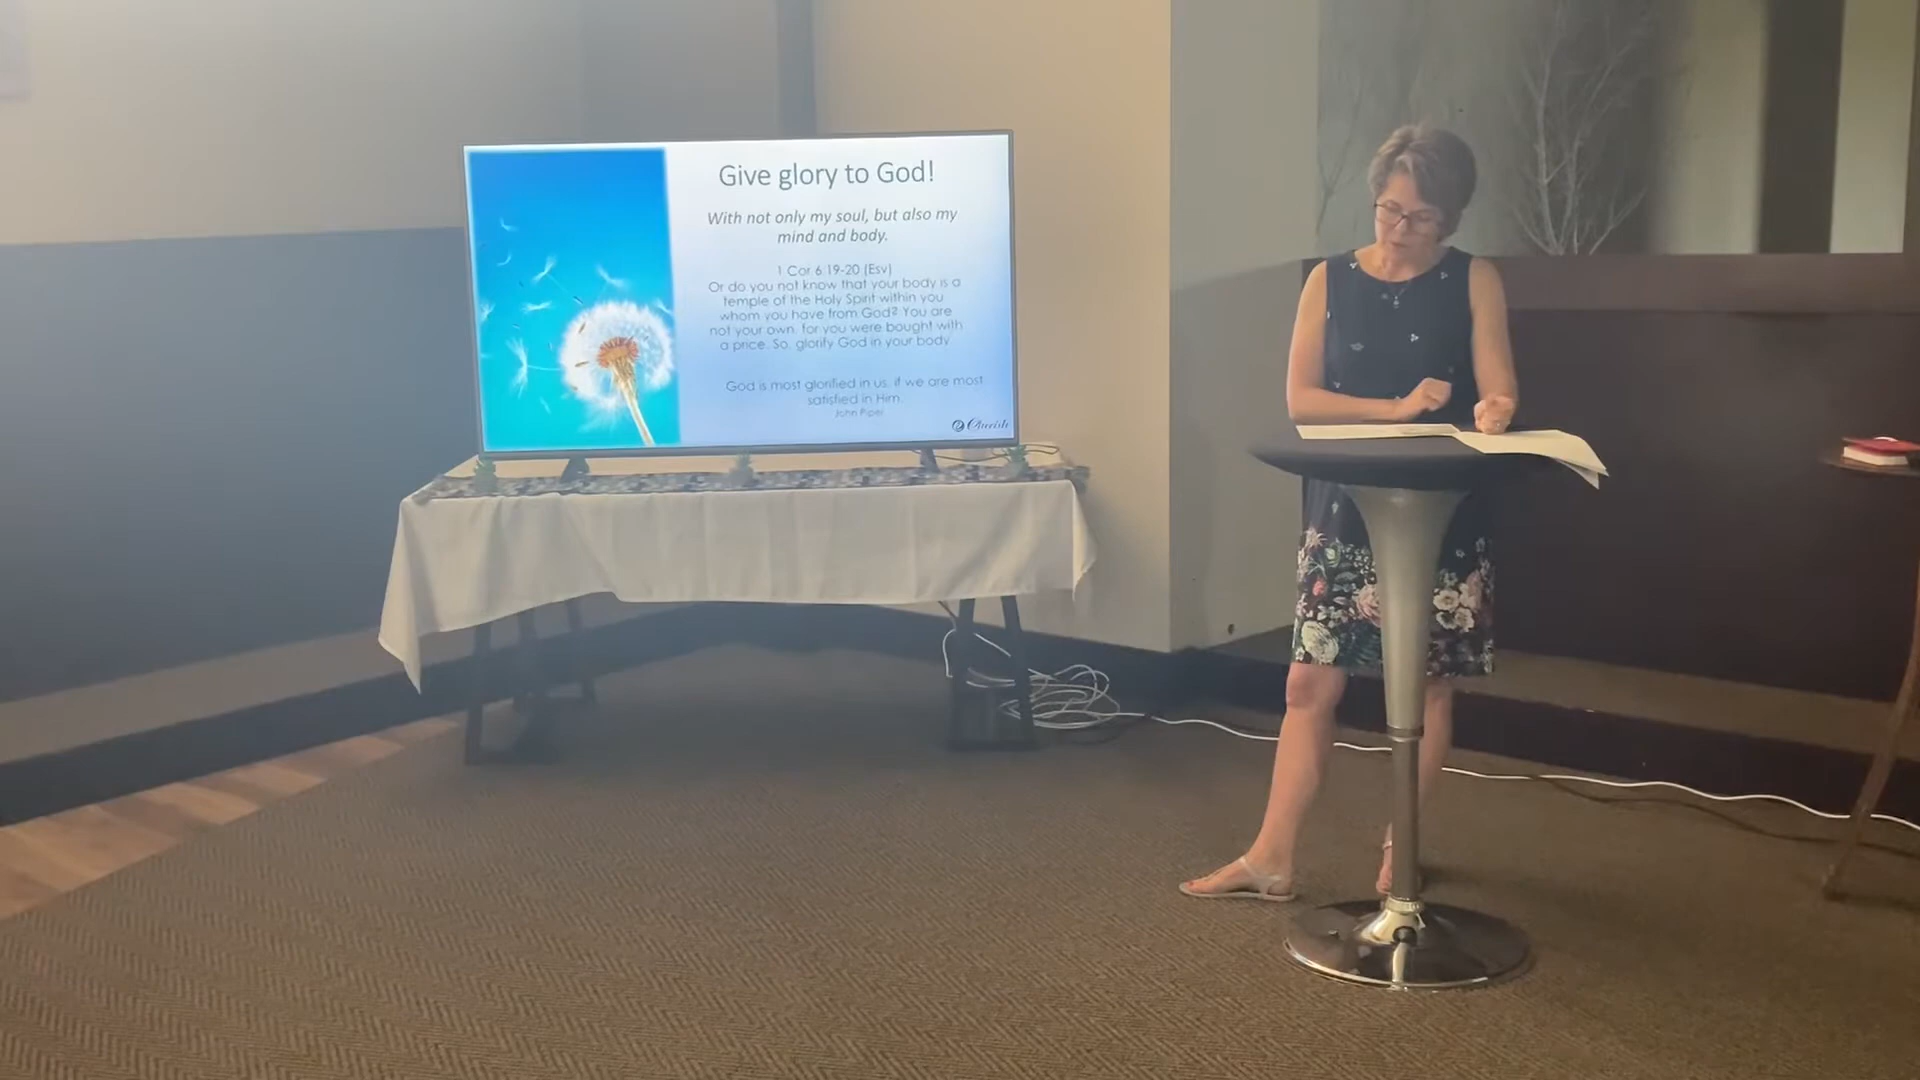 Give glory to God!
With not only my soul, but also my
mind and body.
1 Cor 6 19-20 (Esv)
Or do you not know that your body is a
temple of the Holy Spirit within you
whom you have from God? You are
not your own, for you were bought with
a price. So, glorify God in your body
God is most glorified in us, if we are most
satisfied in Him.
John Piper
Cherish